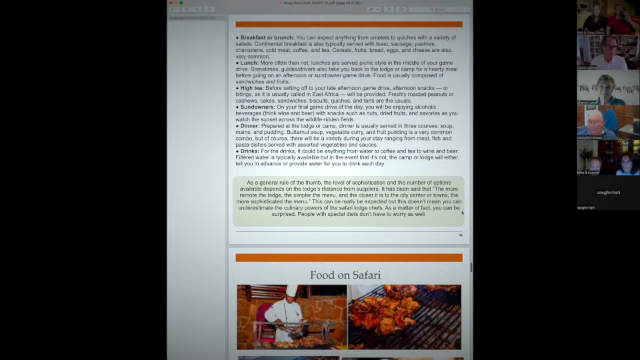 ● Breakfast or brunch: You can expect anything from omelets to quiches with a variety of
salads. Continental breakfast is also typically served with toast, sausage, pastries,
charcuterie, cold meat, coffee, and tea. Cereals, fruits, bread, eggs, and cheese are also
very common.
● Lunch: More often than not, lunches are served picnic style in the middle of your game
drive. Sometimes, guides/drivers also take you back to the lodge or camp for a hearty meal
before going on an afternoon or sundowner game drive. Food is usually composed of
sandwiches and fruits.
● High tea: Before setting off to your late afternoon game drive, afternoon snacks — or
bitings, as it is usually called in East Africa — will be provided. Freshly roasted peanuts or
cashews, cakes, sandwiches, biscuits, quiches, and tarts are the usuals.
● Sundowners: On your final game drive of the day, you will be enjoying alcoholic
beverages (think wine and beer) with snacks such as nuts, dried fruits, and savories as you
watch the sunset across the wildlife-ridden fields.
● Dinner: Prepared at the lodge or camp, dinner is usually served in three courses: soup,
mains, and pudding. Butternut soup, vegetable curry, and fruit pudding is a very common
combo, but of course, there will be a variety during your stay ranging from meat, fish and
pasta dishes served with assorted vegetables and sauces.
● Drinks: For the drinks, it could be anything from water to coffee and tea to wine and beer.
Filtered water is typically available but in the event that it's not, the camp or lodge will either
tell you in advance or provide water for you to drink each day
As a general rule of the thumb, the level of sophistication and the number of options
available depends on the lodge's distance from suppliers. It has been said that "The more
remote the lodge, the simpler the menu, and the closer it is to the city center or towns, the
more sophisticated the menu." This can be really be expected but this doesn't mean you can
underestimate the culinary powers of the safari lodge chefs. As a matter of fact, you can be
surprised. People with special diets don't have to worry as well.
Food on Safari